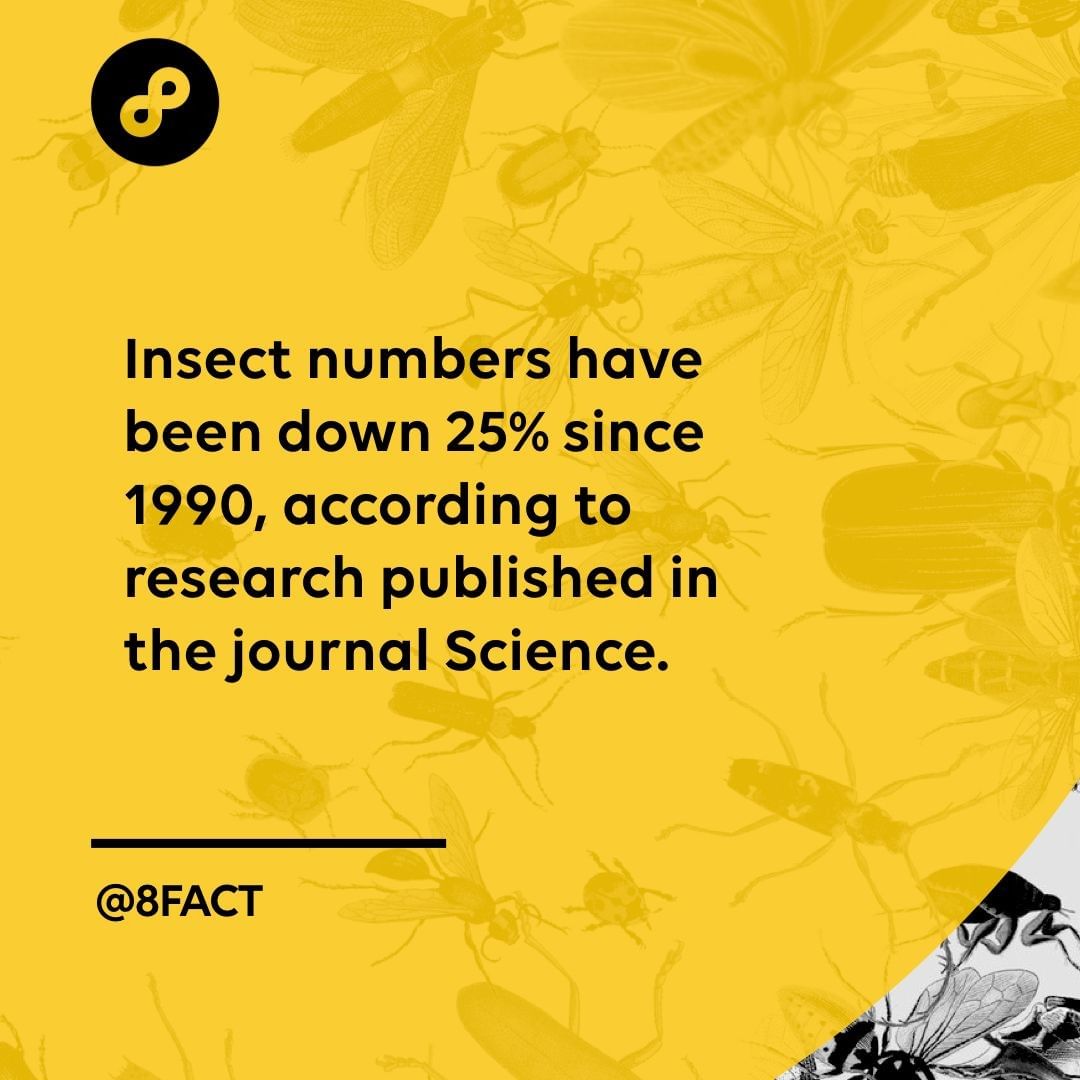 Insect numbers have
been down 25% since
1990, according to
research published in
the journal Science.
@8FACT